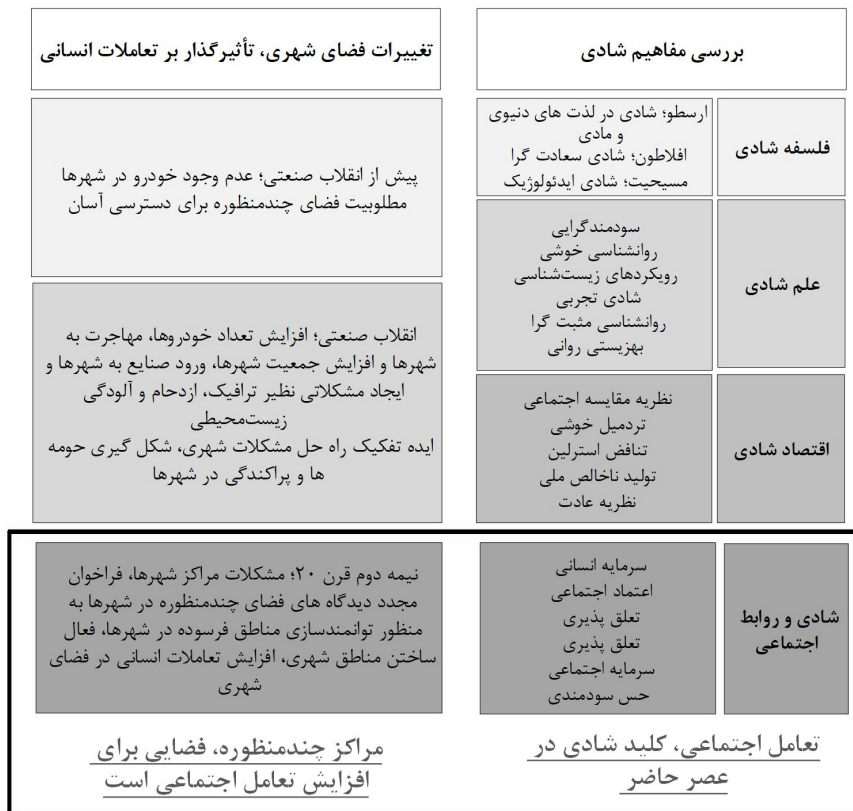 بررسی مفاهیم شادی
فلسفه شادی
ارسطو؛ شادی در لذت های دنیوی
و مادی
افلاطون؛ شادی سعادت گرا
مسیحیت؛ شادی ایدئولوژیک
علم شادی
سودمندگرایی
روانشناسی خوشی
رویکردهای زیست‌شناسی
شادی تجربی
روانشناسی مثبت گرا
بهزیستی روانی
اقتصاد شادی
نظریه مقایسه اجتماعی
تردمیل خوشی
تناقض استرلین
تولید ناخالص ملی
نظریه عادت
شادی و روابط
اجتماعی
سرمایه انسانی
اعتماد اجتماعی
تعلق پذیری
تعلق پذیری
سرمایه اجتماعی
حس سودمندی
تعامل اجتماعی، کلید شادی در
عصر حاضر
تغییرات فضای شهری، تأثیرگذار بر تعاملات انسانی
پیش از انقلاب صنعتی؛ عدم وجود خودرو در شهرها
مطلوبیت فضای چندمنظوره برای دسترسی آسان
انقلاب صنعتی؛ افزایش تعداد خودروها، مهاجرت به
شهرها و افزایش جمعیت شهرها، ورود صنایع به شهرها و
ایجاد مشکلاتی نظیر ترافیک، ازدحام و آلودگی
زیست‌محیطی
ایده تفکیک راه حل مشکلات شهری، شکل گیری حومه
ها و پراکندگی در شهرها
نیمه دوم قرن ۲۰؛ مشکلات مراکز شهرها، فراخوان
مجدد دیدگاه های فضای چندمنظوره در شهرها به
منظور توانمندسازی مناطق فرسوده در شهرها، فعال
ساختن مناطق شهری، افزایش تعاملات انسانی در فضای
شهری
مراکز چندمنظوره، فضایی برای
افزایش تعامل اجتماعی است